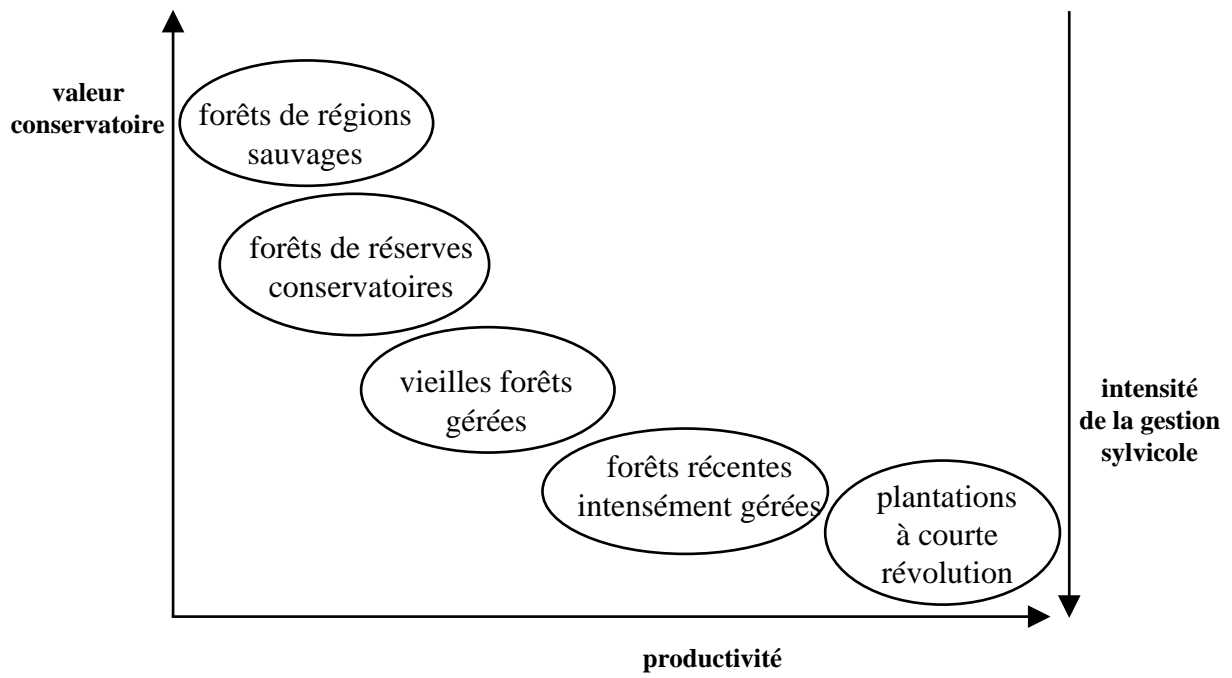 valeur
conservatoire
forêts de régions
sauvages
forêts de réserves
conservatoires
vieilles forêts
gérées
forêts récentes
intensément gérées
plantations
à courte
révolution
intensité
de la gestion
sylvicole
productivité